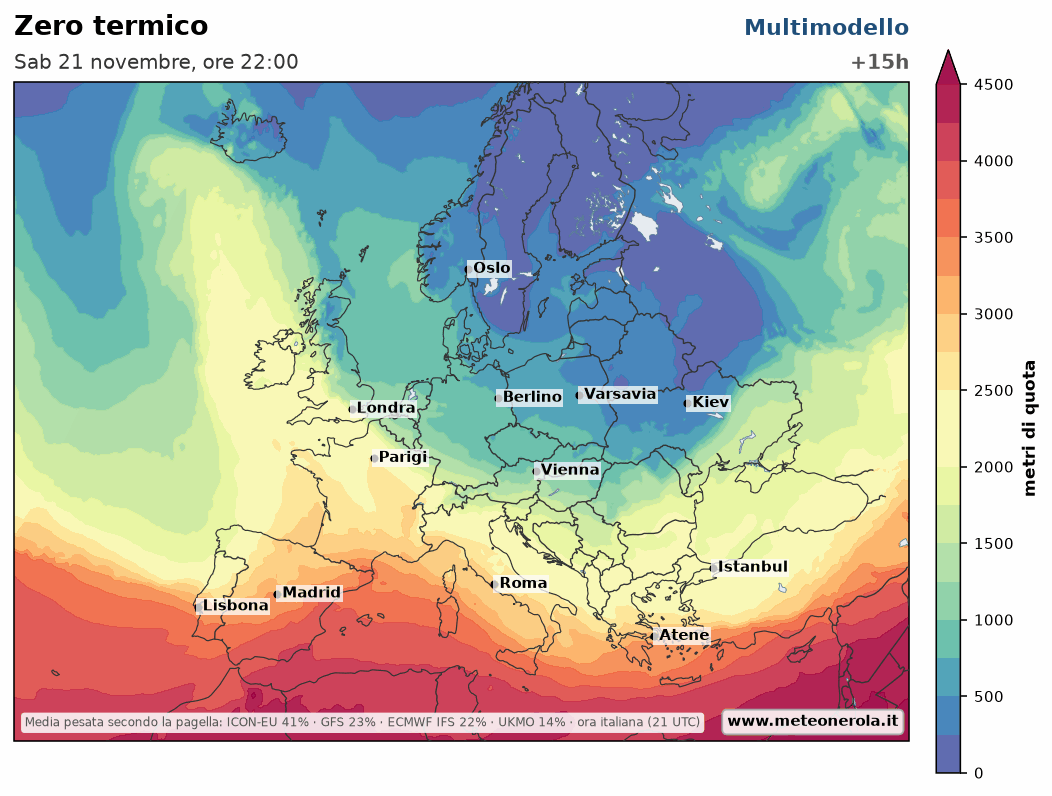 Zero termico
Multimodello
Sab 21 novembre, ore 22:00
+15h
4500
4000
3500
3000
2500
2000
1500
1000
500
0
metri di quota
Oslo
Berlino
Varsavia
Kiev
Londra
Parigi
Vienna
Istanbul
Roma
Madrid
Lisbona
Atene
Media pesata secondo la pagella: ICON-EU 41% · GFS 23% · ECMWF IFS 22% · UKMO 14% · ora italiana (21 UTC)
www.meteonerola.it